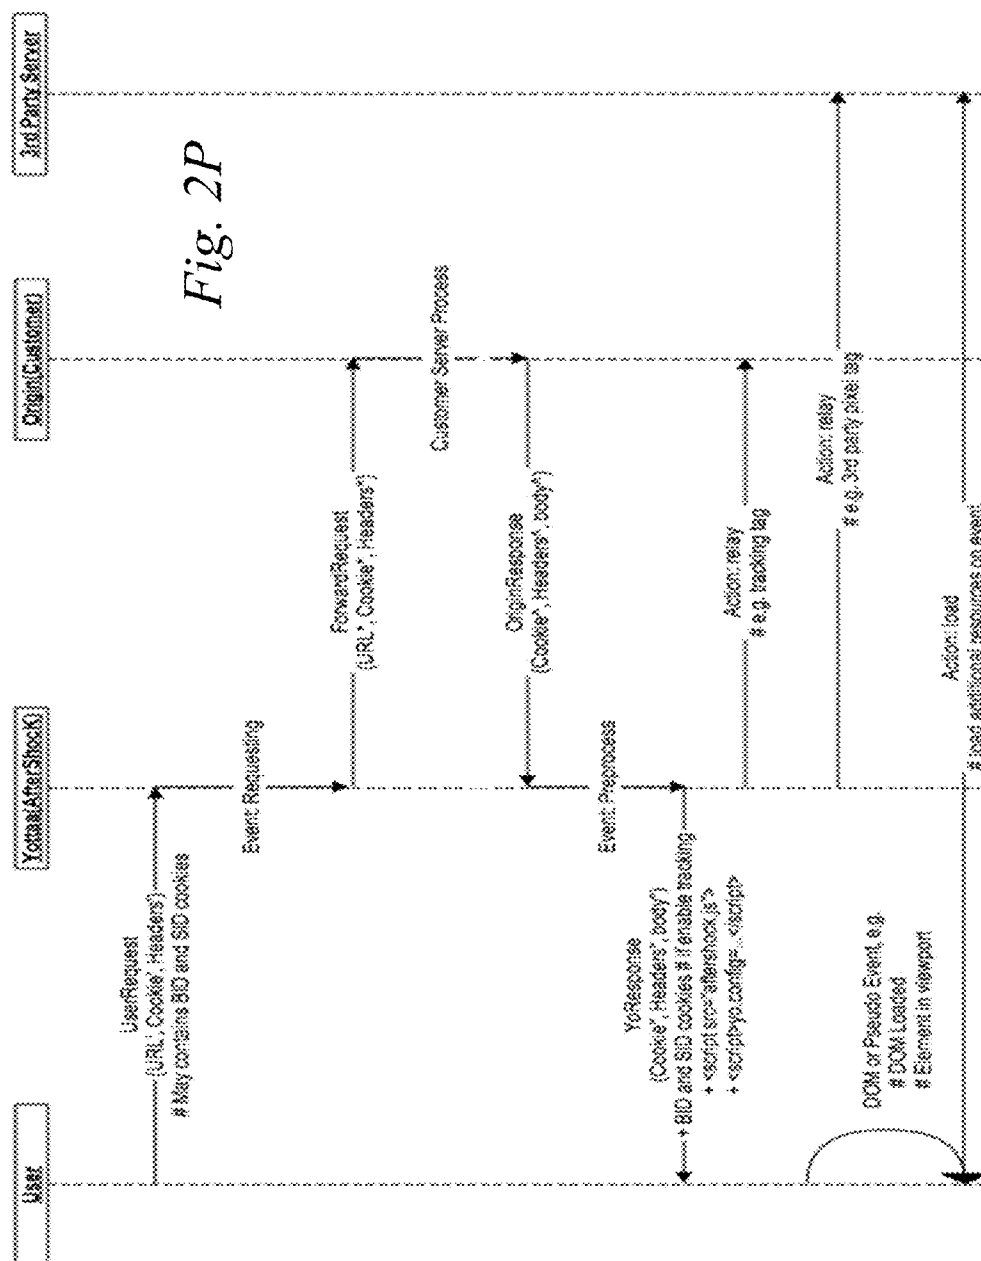 User
Yottaa(AfterShock)
Origin(Customer)
3rd Party Server
Fig. 2P
UserRequest
(URL', Cookie', Headers')
# May contains BID and SID cookies
Event: Requesting
ForwardRequest
(URL*, Cookie*, Headers*)
Customer Server Process
OriginResponse
(Cookie^, Headers^, body^)
Event: Preprocess
YoResponse
(Cookie*, Headers*, body*)
+ BID and SID cookies # if enable tracking
+ <script src="aftershock.js">
+ <script>yo.config=...</script>
Action: relay
# e.g. tracking tag
Action: relay
# e.g. 3rd party pixel tag
DOM or Pseudo Event, e.g.
# DOM Loaded
# Element in viewport
Action: load
# load additional resources on event